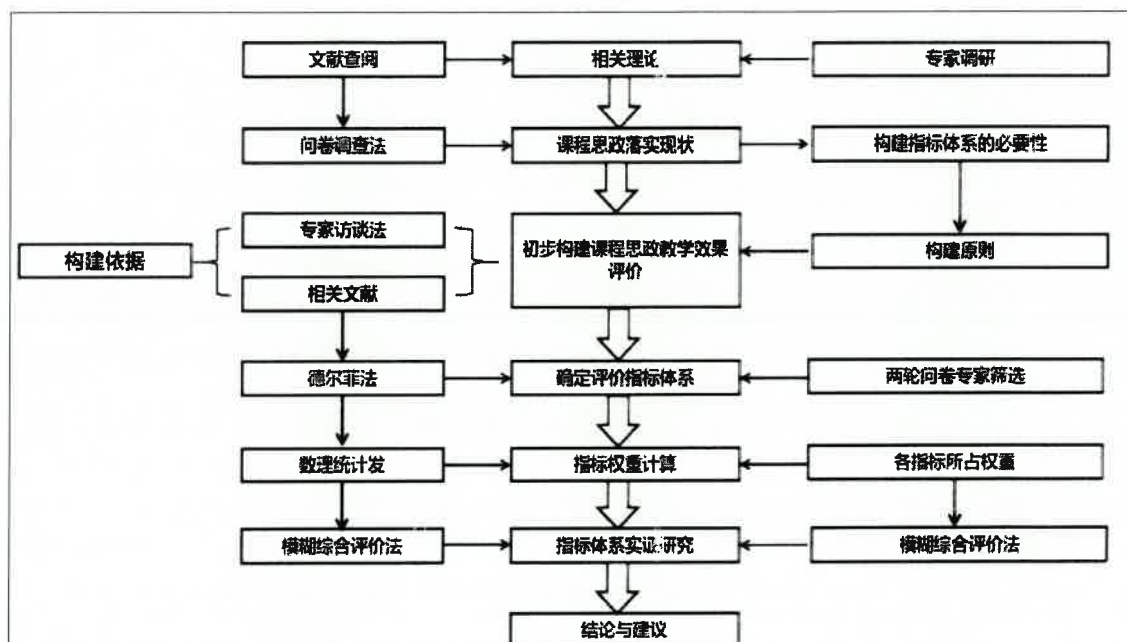 文献查阅
相关理论
专家调研
问卷调查法
课程思政落实现状
构建指标体系的必要性
构建依据
专家访谈法
相关文献
初步构建课程思政教学效果
评价
构建原则
德尔菲法
确定评价指标体系
两轮问卷专家筛选
数理统计发
指标权重计算
各指标所占权重
模糊综合评价法
指标体系实证研究
模糊综合评价法
结论与建议